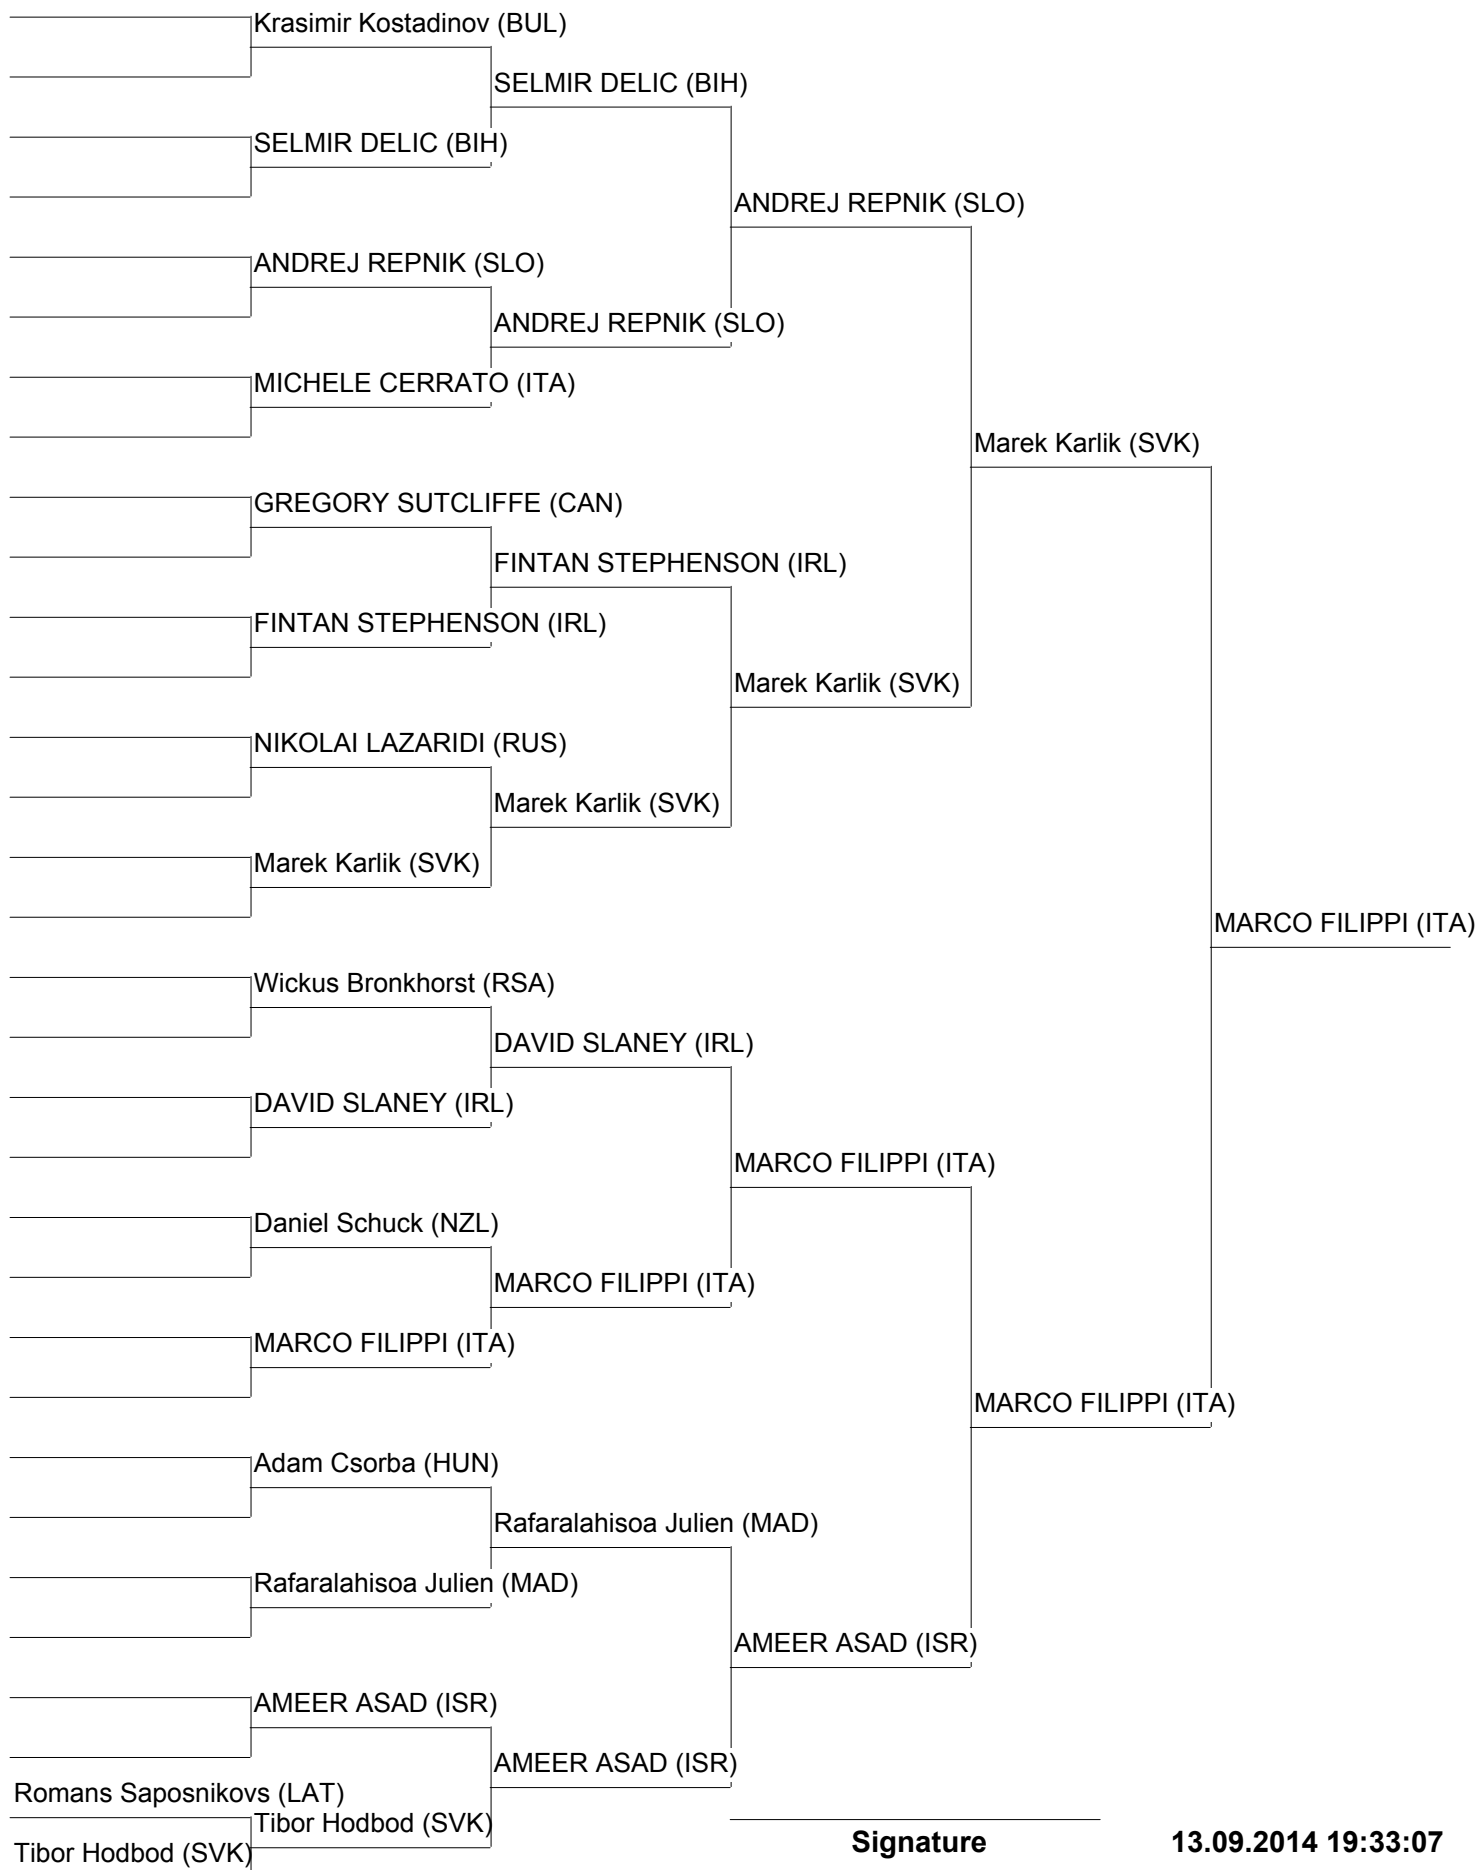 Krasimir Kostadinov (BUL)
SELMIR DELIC (BIH)
SELMIR DELIC (BIH)
ANDREJ REPNIK (SLO)
ANDREJ REPNIK (SLO)
ANDREJ REPNIK (SLO)
MICHELE CERRATO (ITA)
Marek Karlik (SVK)
GREGORY SUTCLIFFE (CAN)
FINTAN STEPHENSON (IRL)
FINTAN STEPHENSON (IRL)
Marek Karlik (SVK)
NIKOLAI LAZARIDI (RUS)
Marek Karlik (SVK)
Marek Karlik (SVK)
MARCO FILIPPI (ITA)
Wickus Bronkhorst (RSA)
DAVID SLANEY (IRL)
DAVID SLANEY (IRL)
MARCO FILIPPI (ITA)
Daniel Schuck (NZL)
MARCO FILIPPI (ITA)
MARCO FILIPPI (ITA)
MARCO FILIPPI (ITA)
Adam Csorba (HUN)
Rafaralahisoa Julien (MAD)
Rafaralahisoa Julien (MAD)
AMEER ASAD (ISR)
AMEER ASAD (ISR)
AMEER ASAD (ISR)
Romans Saposnikovs (LAT)
Tibor Hodbod (SVK)
Tibor Hodbod (SVK)
Signature
13.09.2014 19:33:07